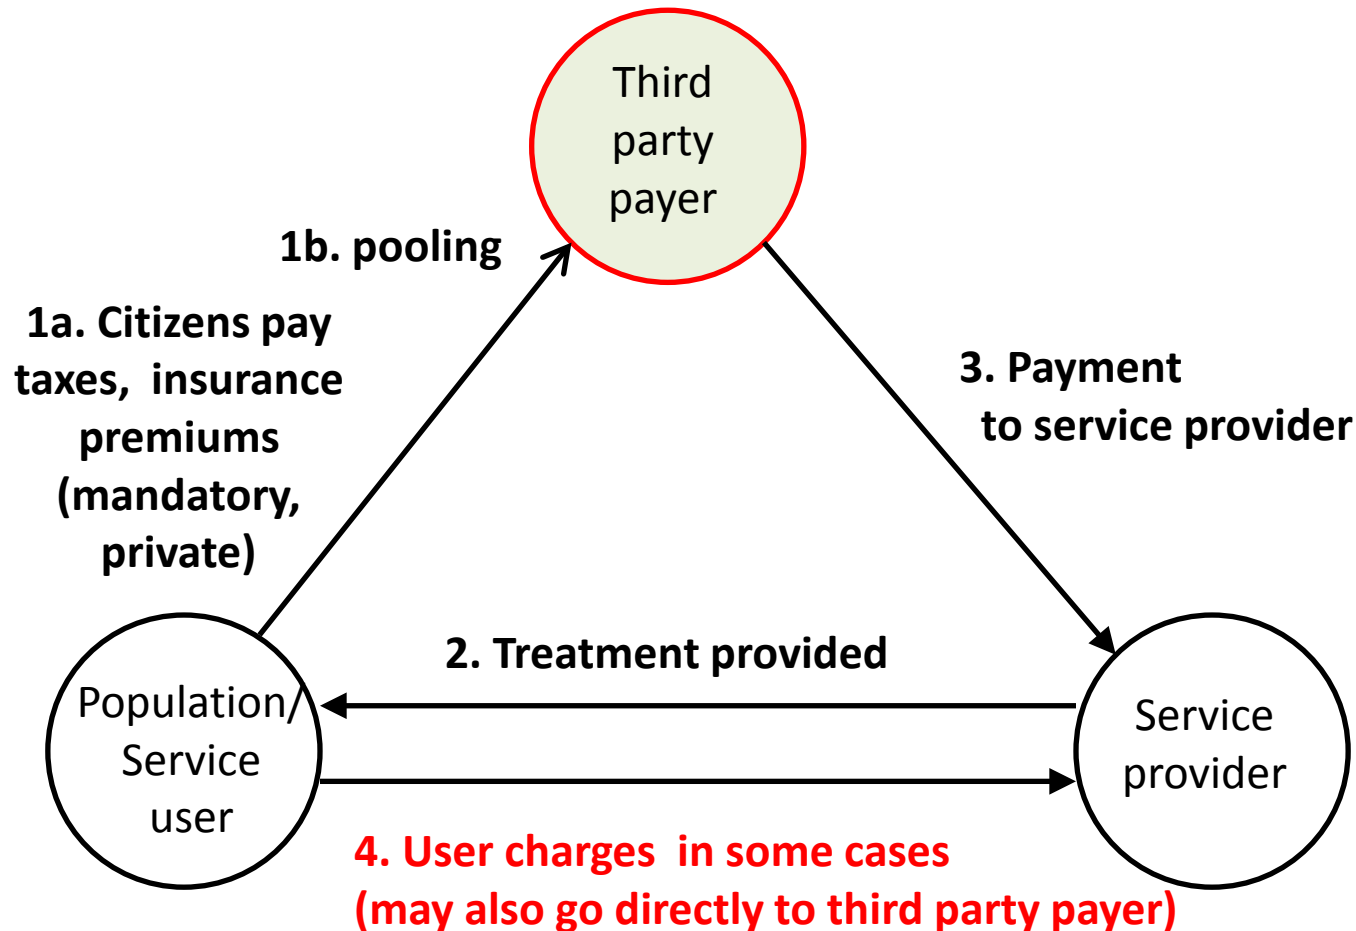 Third
party
payer
1b. pooling
1a. Citizens pay
taxes,  insurance
premiums
(mandatory,
private)
3. Payment
to service provider
2. Treatment provided
Population/
Service
user
Service
provider
4. User charges  in some cases
(may also go directly to third party payer)